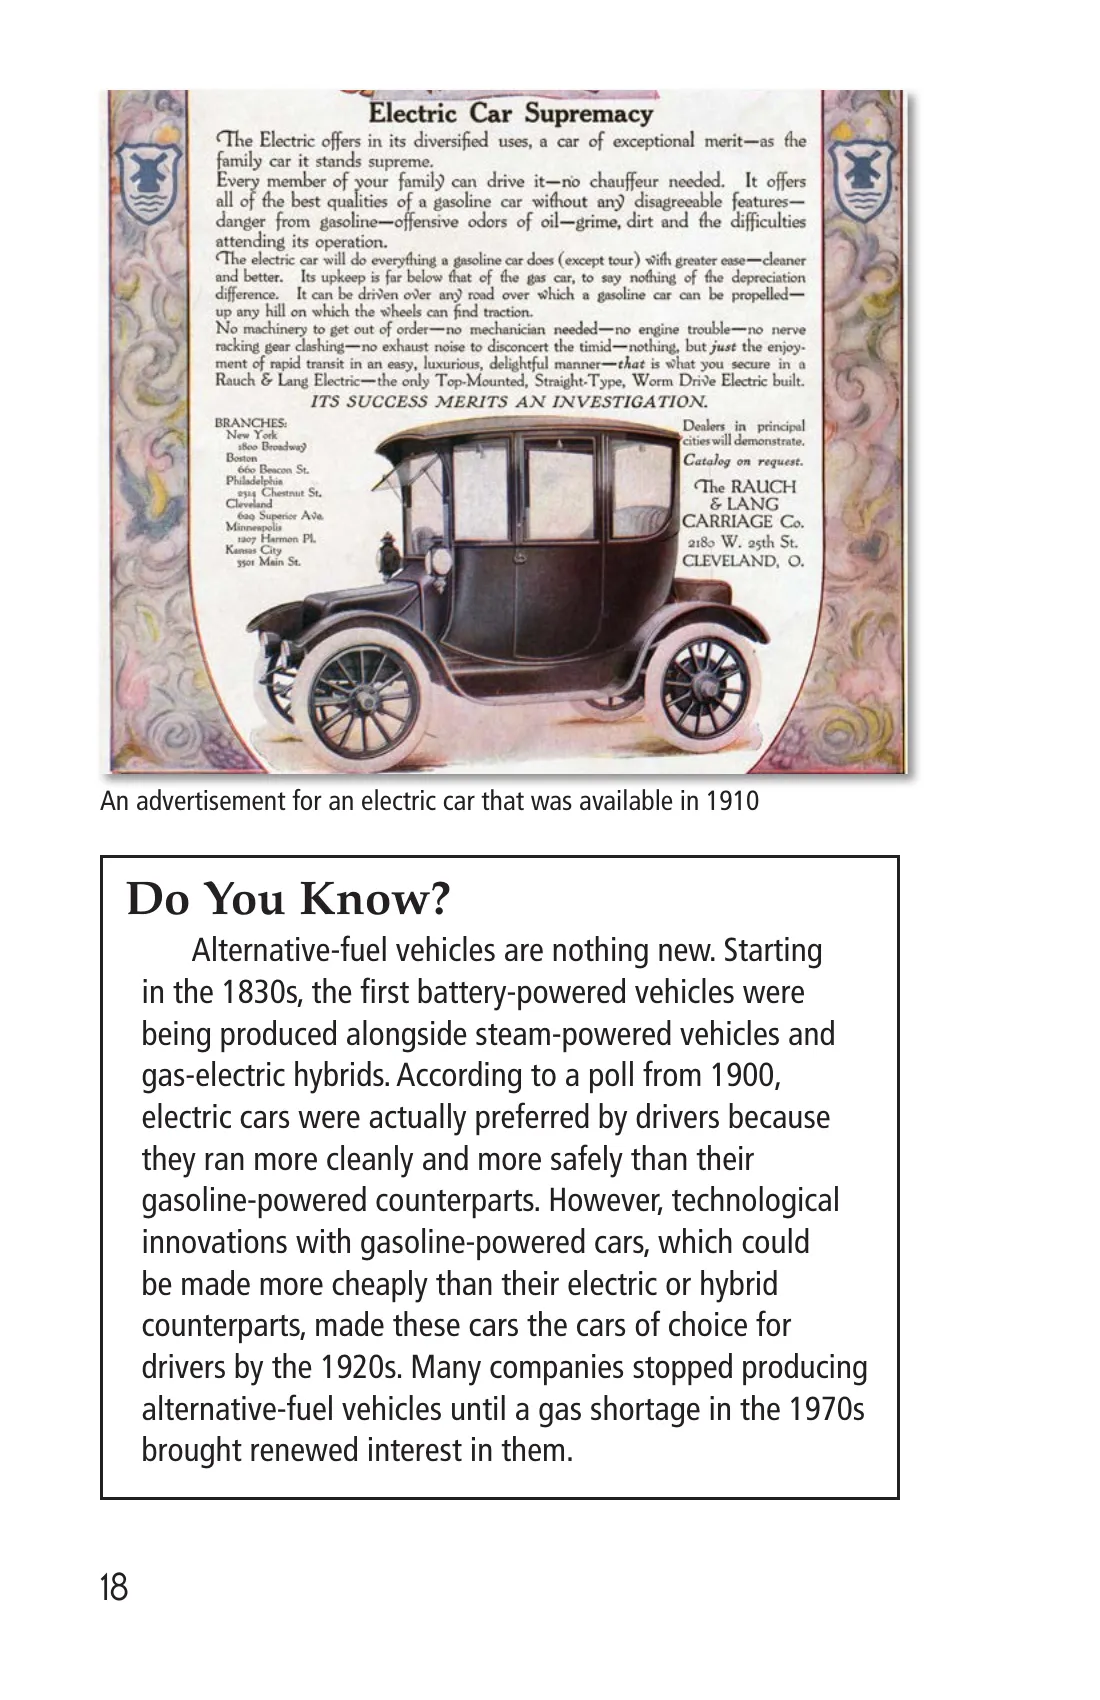 Electric Car Supremacy
The Electric offers in its diversified uses, a car of exceptional merit—as the
family car it stands supreme.
Every member of your family can drive it—no chauffeur needed. It offers
all of the best qualities of a gasoline car without any disagreeable features—
danger from gasoline—offensive odors of oil—grime, dirt and the difficulties
attending its operation.
The electric car will do everything a gasoline car does (except tour) with greater ease—cleaner
and better. Its upkeep is far below that of the gas car, to say nothing of the depreciation
difference. It can be driven over any road over which a gasoline car can be propelled—
up any hill on which the wheels can find traction.
No machinery to get out of order—no mechanician needed—no engine trouble—no nerve
racking gear clashing—no exhaust noise to disconcert the timid—nothing, but just the enjoy-
ment of rapid transit in an easy, luxurious, delightful manner—that is what you secure in a
Rauch & Lang Electric—the only Top-Mounted, Straight-Type, Worm Drive Electric built.
ITS SUCCESS MERITS AN INVESTIGATION.
BRANCHES:
New York
1800 Broadway
Boston
660 Beacon St.
Philadelphia
2314 Chestnut St.
Cleveland
629 Superior Ave.
Minneapolis
1207 Harmon Pl.
Kansas City
3501 Main St.
Dealers in principal
cities will demonstrate.
Catalog on request.
The RAUCH
& LANG
CARRIAGE Co.
2180 W. 25th St.
CLEVELAND, O.
An advertisement for an electric car that was available in 1910
Do You Know?
Alternative-fuel vehicles are nothing new. Starting
in the 1830s, the first battery-powered vehicles were
being produced alongside steam-powered vehicles and
gas-electric hybrids. According to a poll from 1900,
electric cars were actually preferred by drivers because
they ran more cleanly and more safely than their
gasoline-powered counterparts. However, technological
innovations with gasoline-powered cars, which could
be made more cheaply than their electric or hybrid
counterparts, made these cars the cars of choice for
drivers by the 1920s. Many companies stopped producing
alternative-fuel vehicles until a gas shortage in the 1970s
brought renewed interest in them.
18